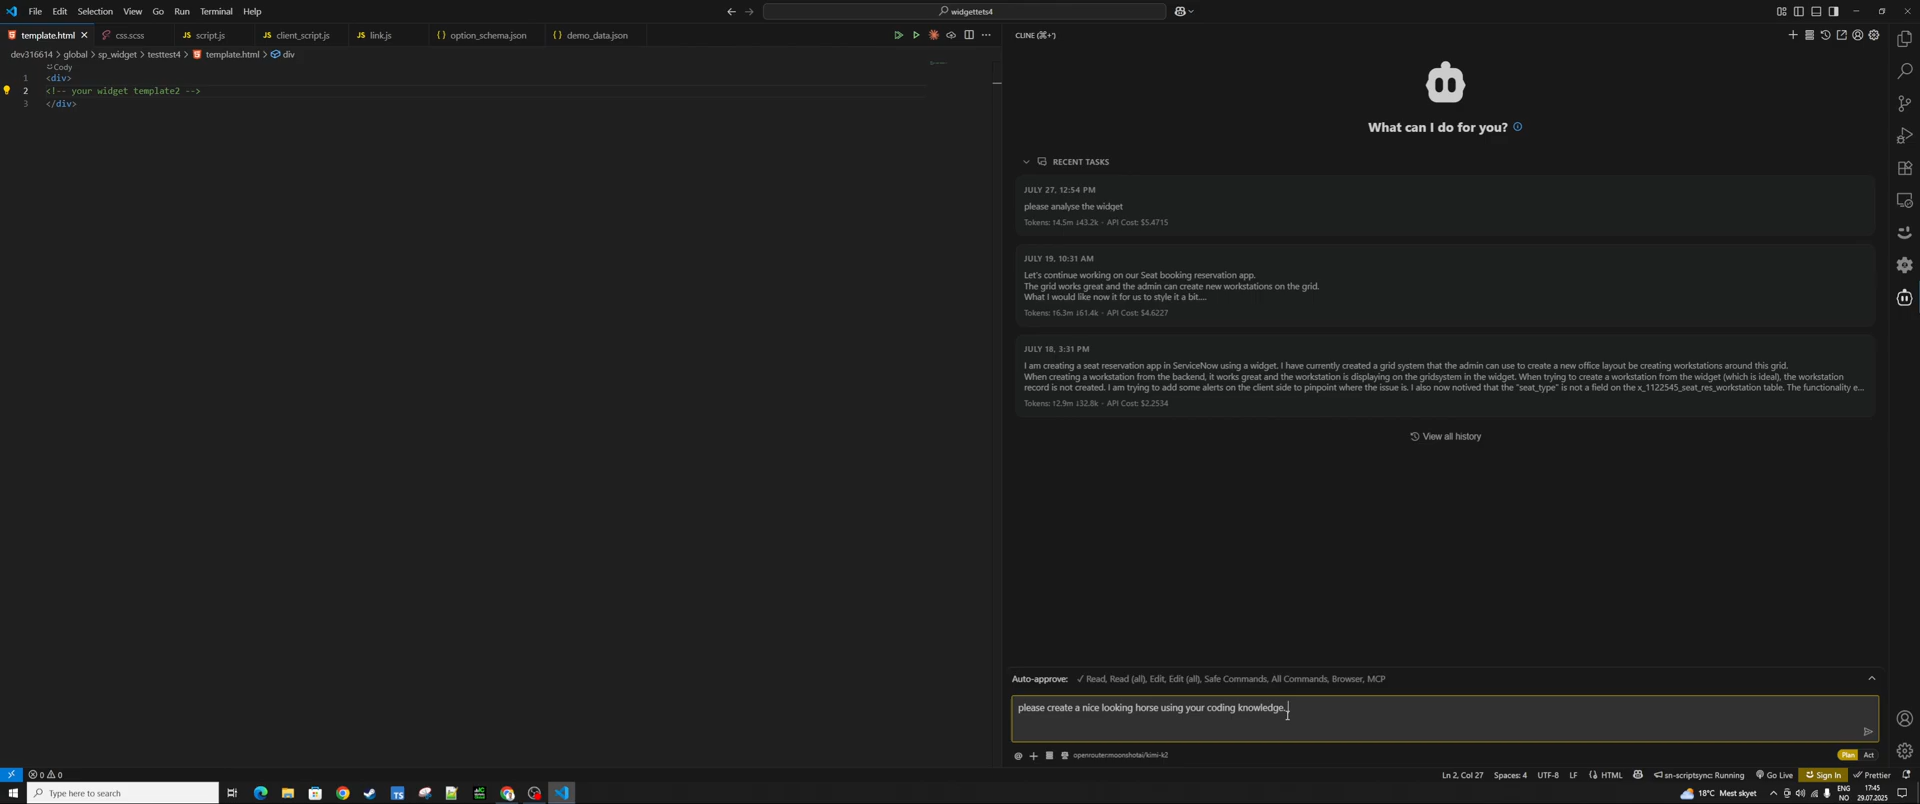 File Edit Selection View Go Run Terminal Help
widgettets4
template.html css.scss script.js client_script.js link.js option_schema.json demo_data.json
dev316614 > global > sp_widget > testtest4 > template.html > div
Cody
1 <div>
2 <!-- your widget template2 -->
3 </div>
CLINE (⌘+')
What can I do for you?
RECENT TASKS
JULY 27, 12:54 PM
please analyse the widget
Tokens: ↑4.5m ↓43.2k • API Cost: $5.4715
JULY 19, 10:31 AM
Let's continue working on our Seat booking reservation app.
The grid works great and the admin can create new workstations on the grid.
What I would like now it for us to style it a bit....
Tokens: ↑6.3m ↓61.4k • API Cost: $4.6227
JULY 18, 3:31 PM
I am creating a seat reservation app in ServiceNow using a widget. I have currently created a grid system that the admin can use to create a new office layout be creating workstations around this grid.
When creating a workstation from the backend, it works great and the workstation is displaying on the gridsystem in the widget. When trying to create a workstation from the widget (which is ideal), the workstation
record is not created. I am trying to add some alerts on the client side to pinpoint where the issue is. I also now notived that the "seat_type" is not a field on the x_1122545_seat_res_workstation table. The functionality e...
Tokens: ↑2.9m ↓32.8k • API Cost: $2.2534
View all history
Auto-approve: ✓ Read, Read (all), Edit, Edit (all), Safe Commands, All Commands, Browser, MCP
please create a nice looking horse using your coding knowledge.
@ + openrouter:moonshotai/kimi-k2 Plan Act
0 0 Ln 2, Col 27 Spaces: 4 UTF-8 LF HTML sn-scriptsync: Running Go Live Sign In Prettier
Type here to search TS 18°C Mest skyet ENG 17:45
NO 29.07.2025